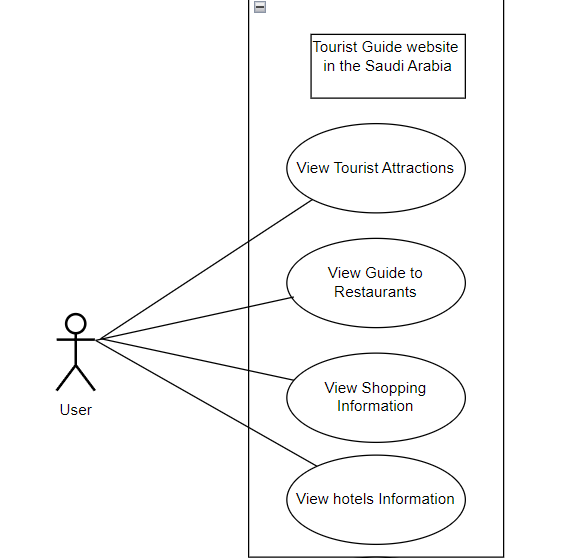 Tourist Guide website
in the Saudi Arabia
View Tourist Attractions
View Guide to
Restaurants
View Shopping
Information
User
View hotels Information